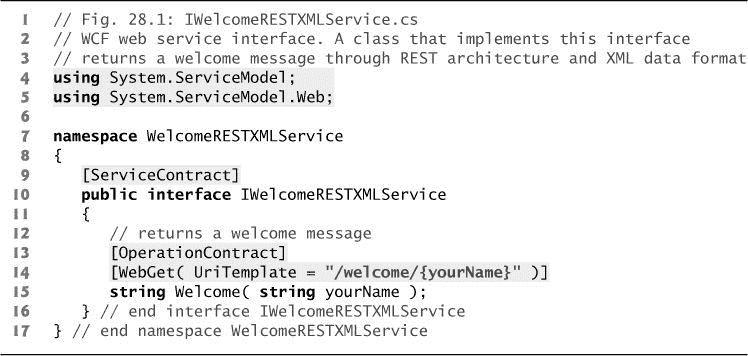 1 // Fig. 28.1: IWelcomeRESTXMLService.cs
2 // WCF web service interface. A class that implements this interface
3 // returns a welcome message through REST architecture and XML data format
4 using System.ServiceModel;
5 using System.ServiceModel.Web;
6
7 namespace WelcomeRESTXMLService
8 {
9 [ServiceContract]
10 public interface IWelcomeRESTXMLService
11 {
12 // returns a welcome message
13 [OperationContract]
14 [WebGet( UriTemplate = "/welcome/{yourName}" )]
15 string Welcome( string yourName );
16 } // end interface IWelcomeRESTXMLService
17 } // end namespace WelcomeRESTXMLService